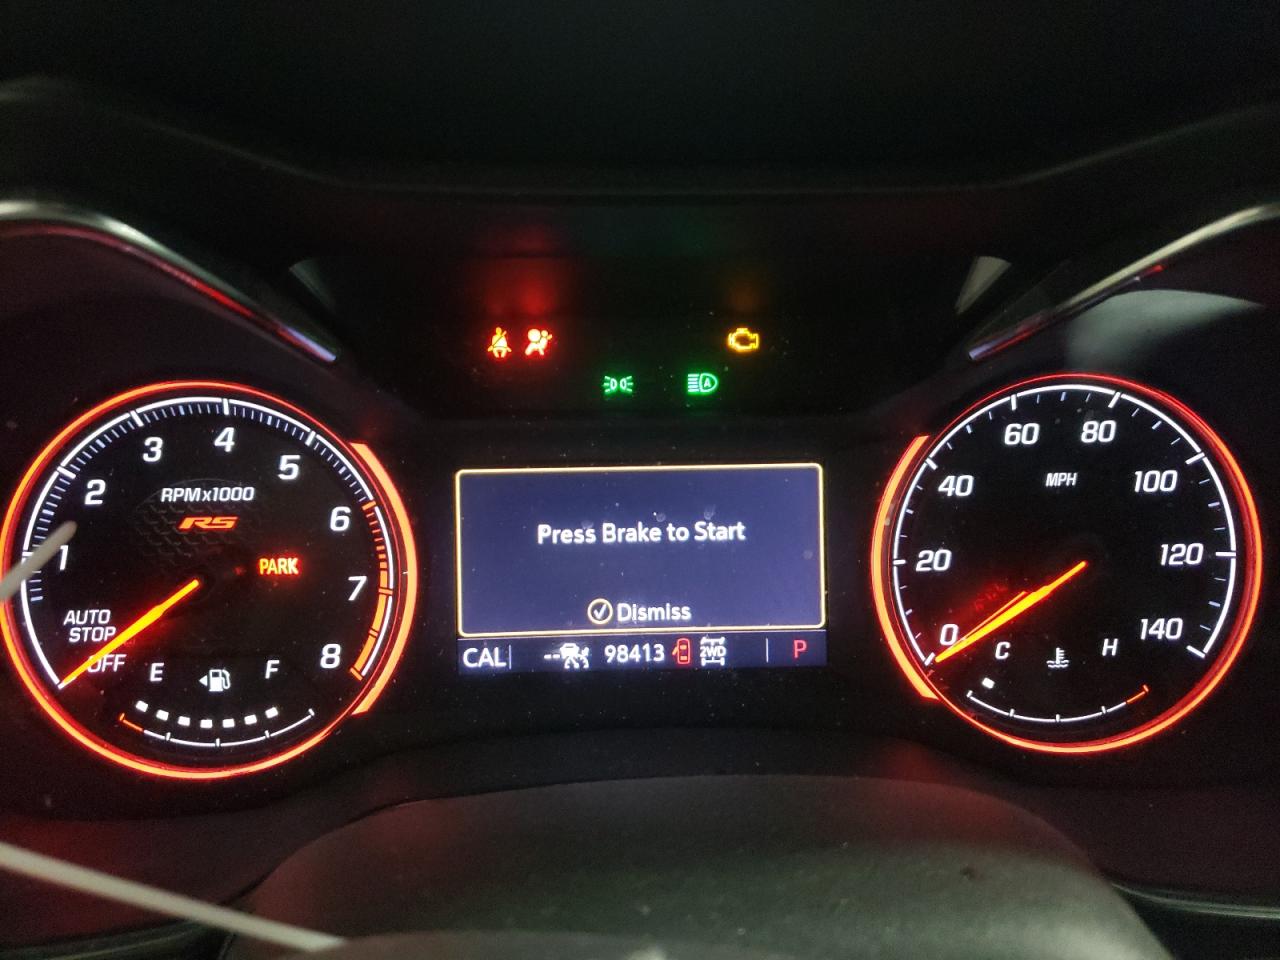 1
2
3
4
5
6
7
8
RPMx1000
RS
PARK
AUTO
STOP
OFF
E
F
Press Brake to Start
Dismiss
CAL
--
98413
2WD
P
0
20
40
60
80
100
120
140
MPH
C
H
A